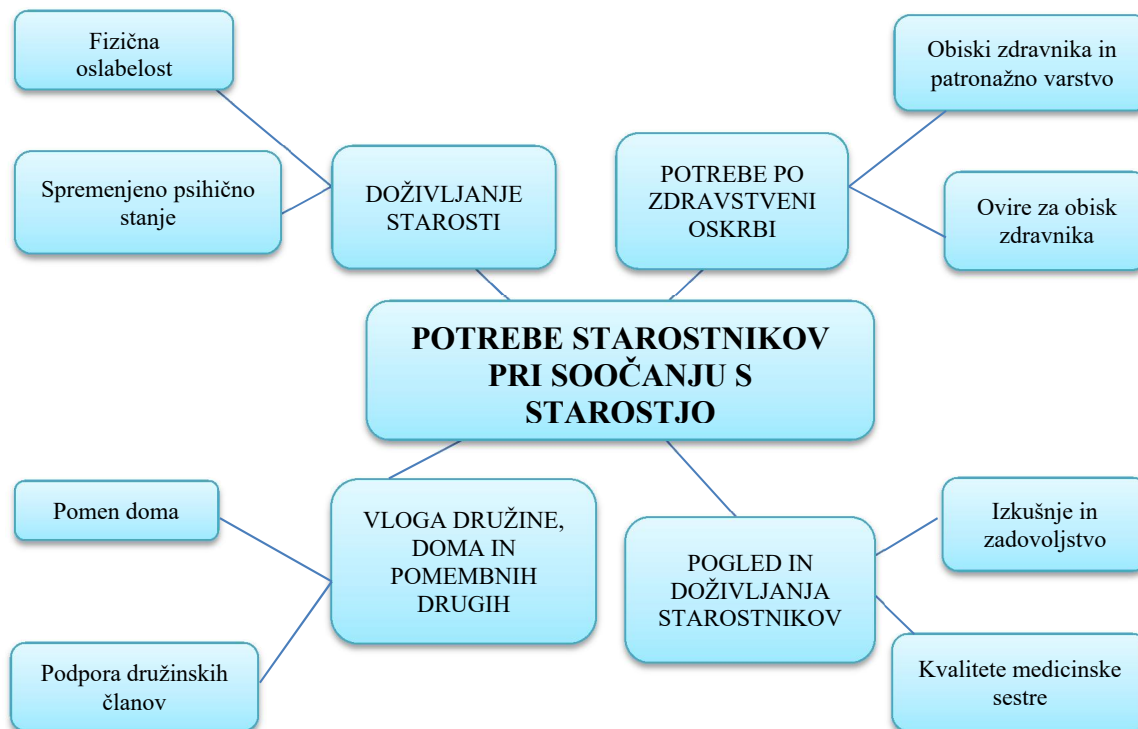 Fizična
oslabelost
Obiski zdravnika in
patronažno varstvo
Spremenjeno psihično
stanje
DOŽIVLJANJE
STAROSTI
POTREBE PO
ZDRAVSTVENI
OSKRBI
Ovire za obisk
zdravnika
POTREBE STAROSTNIKOV
PRI SOOČANJU S
STAROSTJO
Pomen doma
VLOGA DRUŽINE,
DOMA IN
POMEMBNIH
DRUGIH
POGLED IN
DOŽIVLJANJA
STAROSTNIKOV
Izkušnje in
zadovoljstvo
Podpora družinskih
članov
Kvalitete medicinske
sestre